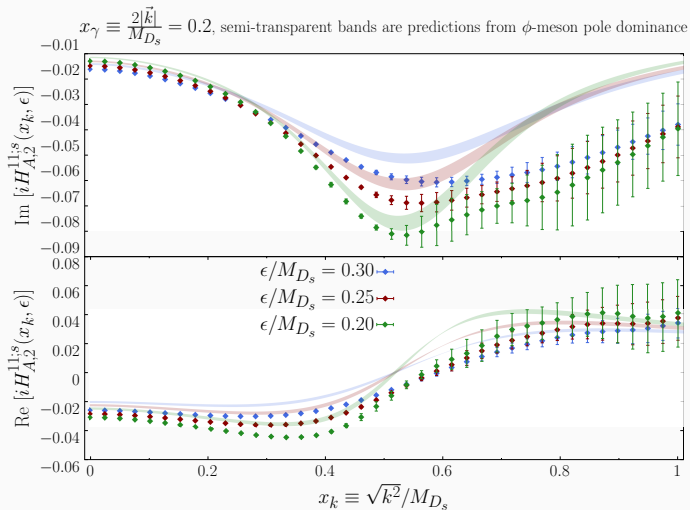 x_γ ≡ 2|k⃗|/M_{D_s} = 0.2, semi-transparent bands are predictions from ϕ-meson pole dominance
Im [iH^{11;s}_{A,2}(x_k, ϵ)]
−0.01
−0.02
−0.03
−0.04
−0.05
−0.06
−0.07
−0.08
−0.09
Re [iH^{11;s}_{A,2}(x_k, ϵ)]
0.08
0.06
0.04
0.02
0
−0.02
−0.04
−0.06
ϵ/M_{D_s} = 0.30
ϵ/M_{D_s} = 0.25
ϵ/M_{D_s} = 0.20
0 0.2 0.4 0.6 0.8 1
x_k ≡ √k²/M_{D_s}